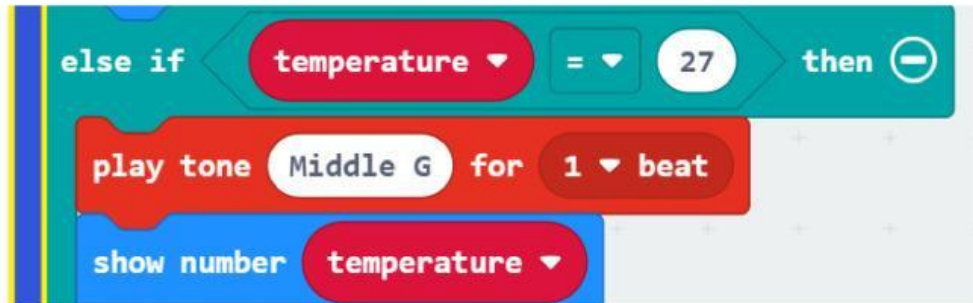 else if temperature = 27 then
play tone Middle G for 1 beat
show number temperature